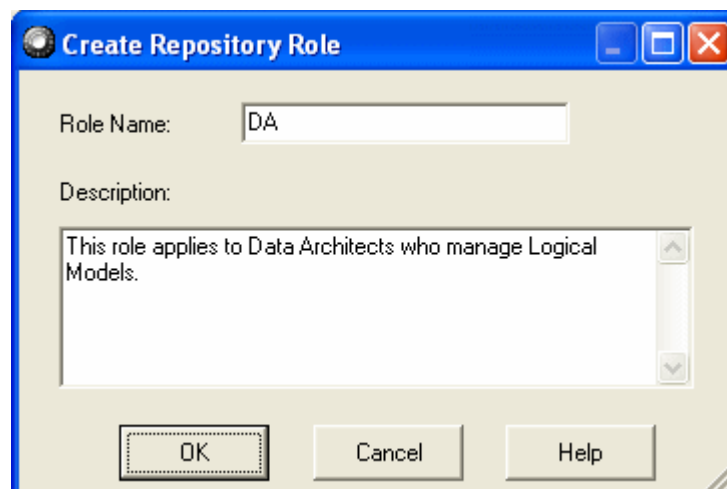 Create Repository Role
Role Name: DA
Description:
This role applies to Data Architects who manage Logical
Models.
OK Cancel Help